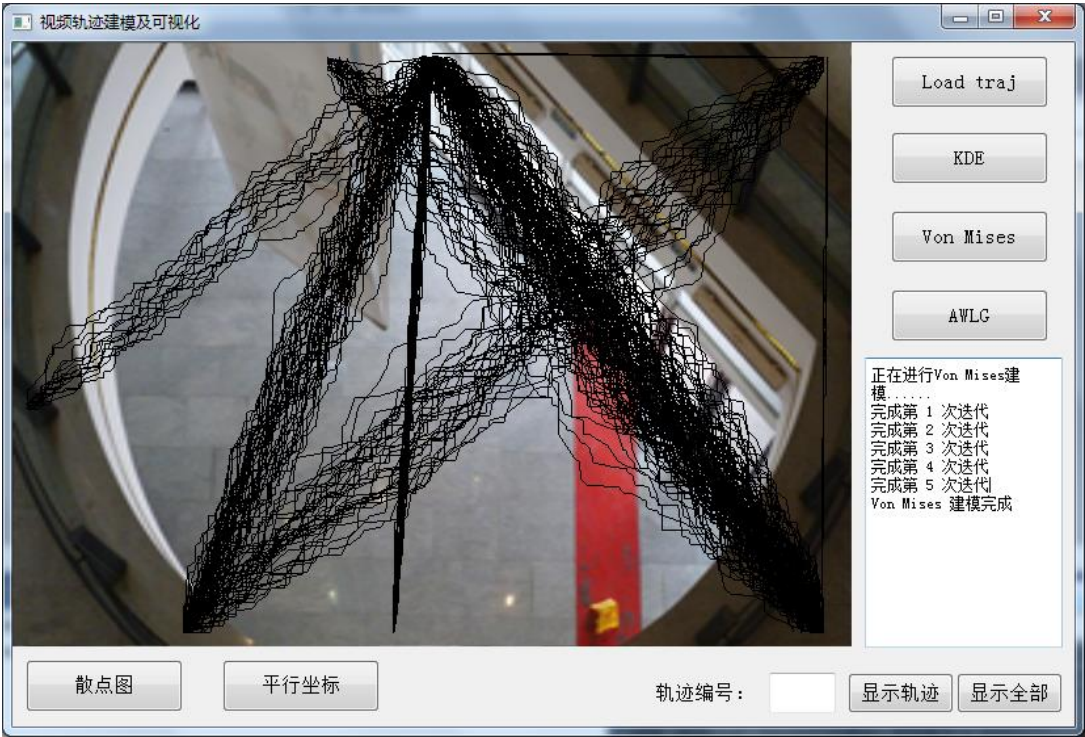 视频轨迹建模及可视化
Load traj
KDE
Von Mises
AWLG
正在进行Von Mises建
模......
完成第 1 次迭代
完成第 2 次迭代
完成第 3 次迭代
完成第 4 次迭代
完成第 5 次迭代
Von Mises 建模完成
散点图
平行坐标
轨迹编号：
显示轨迹
显示全部